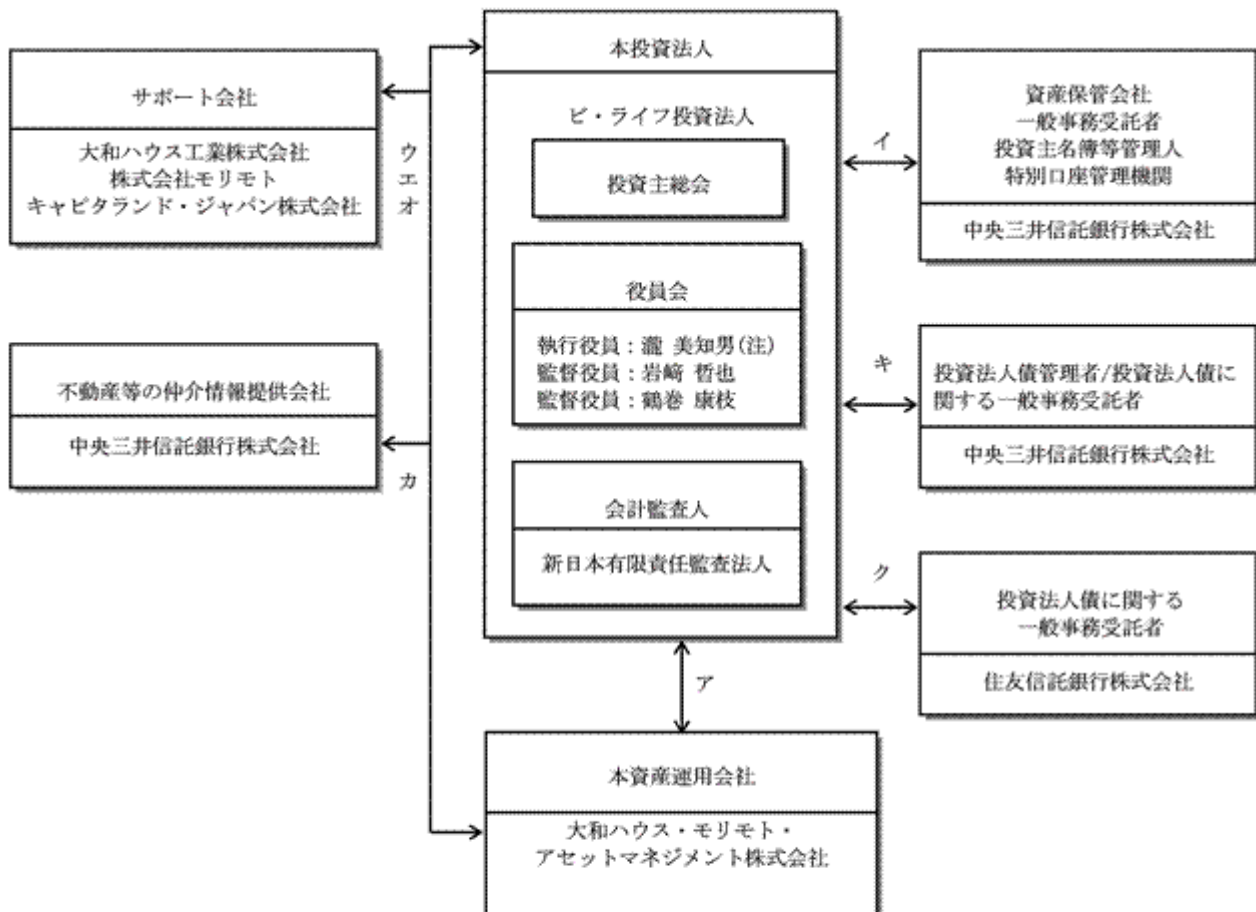 サポート会社
大和ハウス工業株式会社
株式会社モリモト
キャピタランド・ジャパン株式会社
ウ
エ
オ
不動産等の仲介情報提供会社
中央三井信託銀行株式会社
カ
本投資法人
ビ・ライフ投資法人
投資主総会
役員会
執行役員：瀧 美知男(注)
監督役員：岩﨑 哲也
監督役員：鶴巻 康枝
会計監査人
新日本有限責任監査法人
ア
本資産運用会社
大和ハウス・モリモト・
アセットマネジメント株式会社
イ
資産保管会社
一般事務受託者
投資主名簿等管理人
特別口座管理機関
中央三井信託銀行株式会社
キ
投資法人債管理者/投資法人債に
関する一般事務受託者
中央三井信託銀行株式会社
ク
投資法人債に関する
一般事務受託者
住友信託銀行株式会社